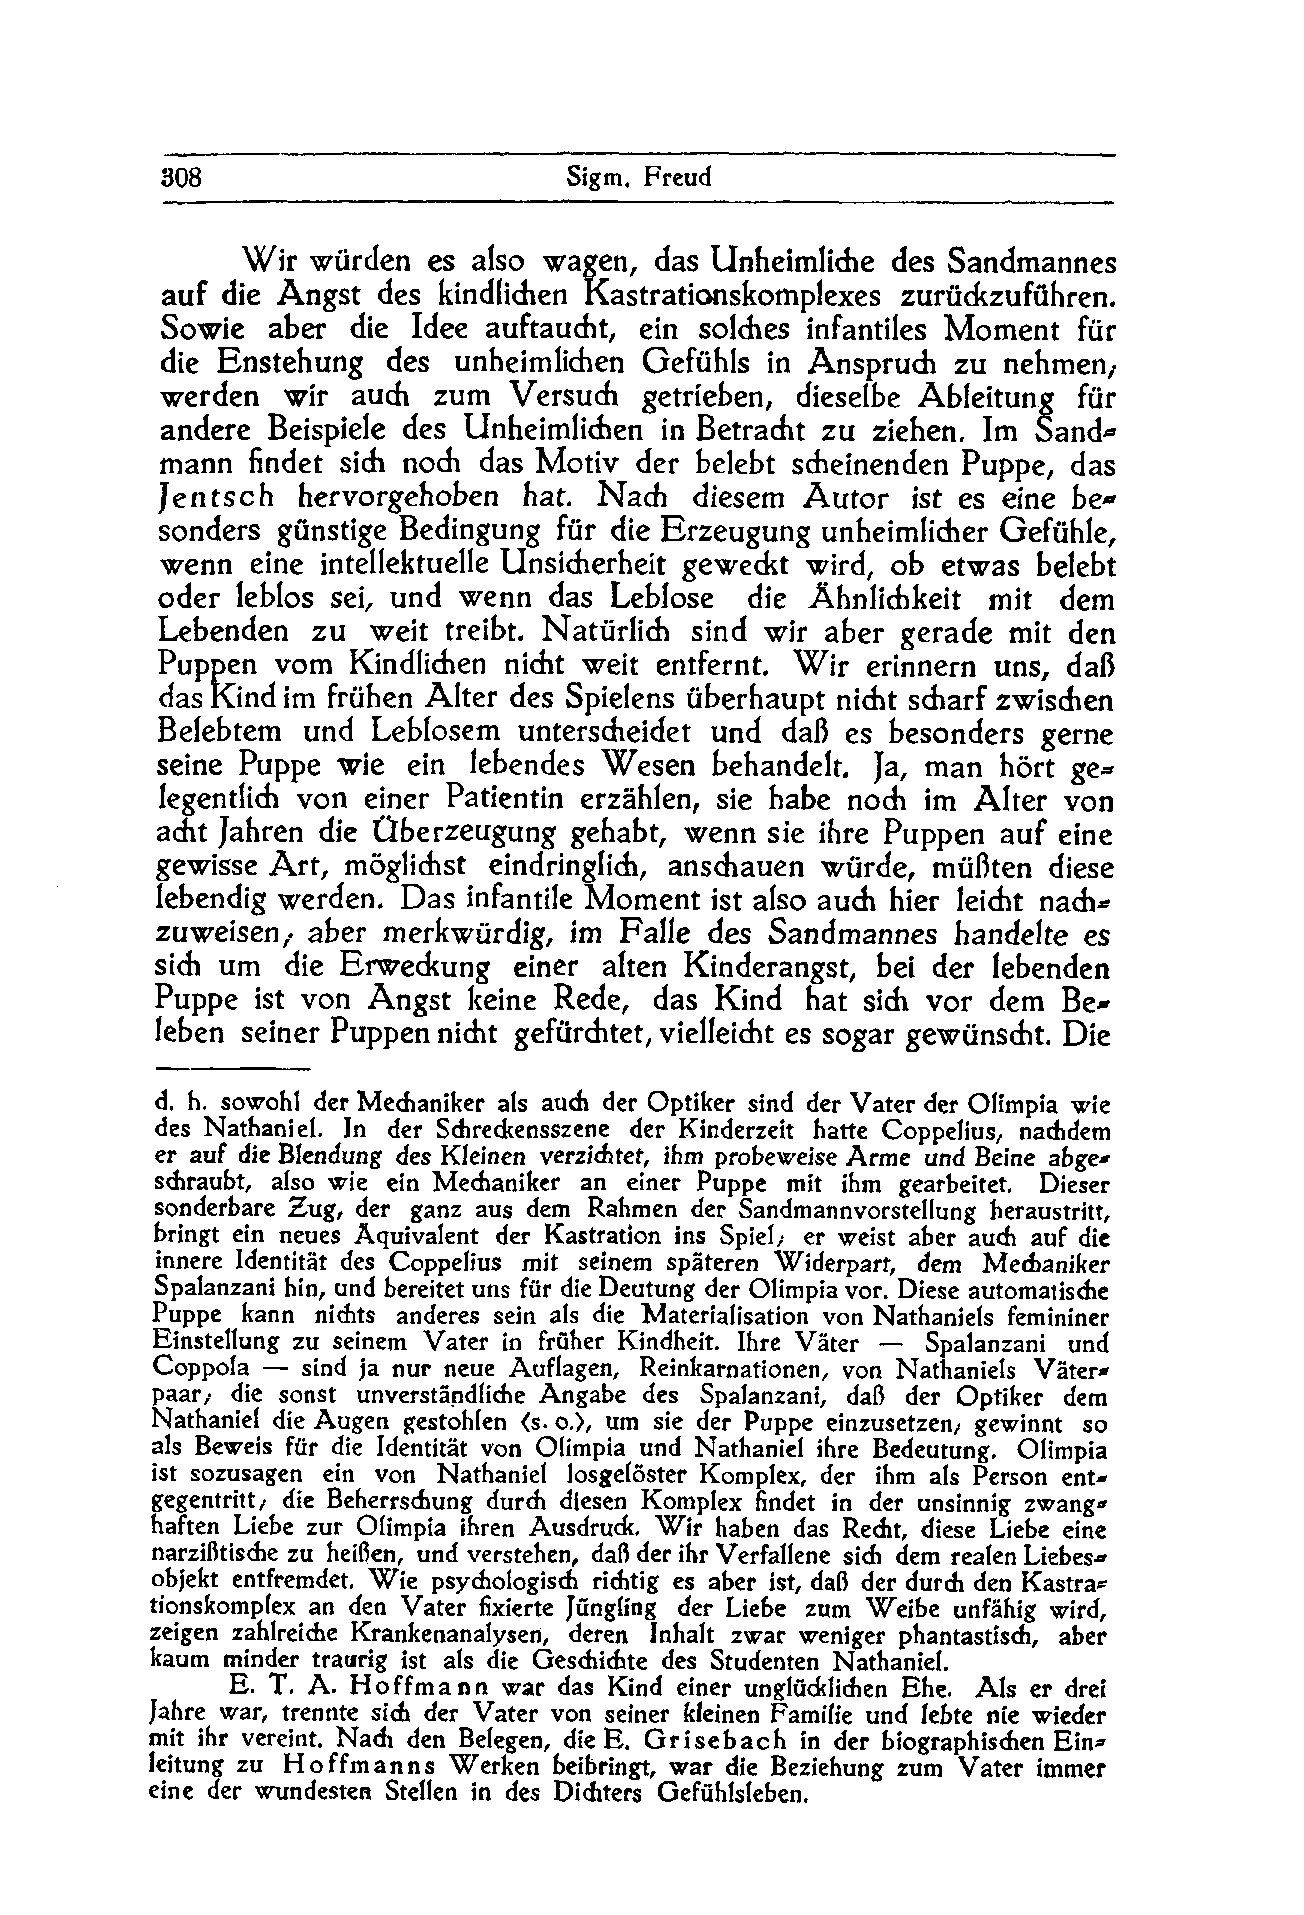 308 Sigm. Freud
Wir würden es also wagen, das Unheimliche des Sandmannes
auf die Angst des kindlichen Kastrationskomplexes zurückzuführen.
Sowie aber die Idee auftaucht, ein solches infantiles Moment für
die Enstehung des unheimlichen Gefühls in Anspruch zu nehmen,
werden wir auch zum Versuch getrieben, dieselbe Ableitung für
andere Beispiele des Unheimlichen in Betracht zu ziehen. Im Sand-
mann findet sich noch das Motiv der belebt scheinenden Puppe, das
Jentsch hervorgehoben hat. Nach diesem Autor ist es eine be-
sonders günstige Bedingung für die Erzeugung unheimlicher Gefühle,
wenn eine intellektuelle Unsicherheit geweckt wird, ob etwas belebt
oder leblos sei, und wenn das Leblose die Ähnlichkeit mit dem
Lebenden zu weit treibt. Natürlich sind wir aber gerade mit den
Puppen vom Kindlichen nicht weit entfernt. Wir erinnern uns, daß
das Kind im frühen Alter des Spielens überhaupt nicht scharf zwischen
Belebtem und Leblosem unterscheidet und daß es besonders gerne
seine Puppe wie ein lebendes Wesen behandelt. Ja, man hört ge-
legentlich von einer Patientin erzählen, sie habe noch im Alter von
acht Jahren die Überzeugung gehabt, wenn sie ihre Puppen auf eine
gewisse Art, möglichst eindringlich, anschauen würde, müßten diese
lebendig werden. Das infantile Moment ist also auch hier leicht nach-
zuweisen; aber merkwürdig, im Falle des Sandmannes handelte es
sich um die Erweckung einer alten Kinderangst, bei der lebenden
Puppe ist von Angst keine Rede, das Kind hat sich vor dem Be-
leben seiner Puppen nicht gefürchtet, vielleicht es sogar gewünscht. Die
d. h. sowohl der Mechaniker als auch der Optiker sind der Vater der Olimpia wie
des Nathaniel. In der Schreckensszene der Kinderzeit hatte Coppelius, nachdem
er auf die Blendung des Kleinen verzichtet, ihm probeweise Arme und Beine abge-
schraubt, also wie ein Mechaniker an einer Puppe mit ihm gearbeitet. Dieser
sonderbare Zug, der ganz aus dem Rahmen der Sandmannvorstellung heraustritt,
bringt ein neues Äquivalent der Kastration ins Spiel; er weist aber auch auf die
innere Identität des Coppelius mit seinem späteren Widerpart, dem Mechaniker
Spalanzani hin, und bereitet uns für die Deutung der Olimpia vor. Diese automatische
Puppe kann nichts anderes sein als die Materialisation von Nathaniels femininer
Einstellung zu seinem Vater in früher Kindheit. Ihre Väter — Spalanzani und
Coppola — sind ja nur neue Auflagen, Reinkarnationen, von Nathaniels Väter-
paar; die sonst unverständliche Angabe des Spalanzani, daß der Optiker dem
Nathaniel die Augen gestohlen (s. o.), um sie der Puppe einzusetzen, gewinnt so
als Beweis für die Identität von Olimpia und Nathaniel ihre Bedeutung. Olimpia
ist sozusagen ein von Nathaniel losgelöster Komplex, der ihm als Person ent-
gegentritt; die Beherrschung durch diesen Komplex findet in der unsinnig zwang-
haften Liebe zur Olimpia ihren Ausdruck. Wir haben das Recht, diese Liebe eine
narzißtische zu heißen, und verstehen, daß der ihr Verfallene sich dem realen Liebes-
objekt entfremdet. Wie psychologisch richtig es aber ist, daß der durch den Kastra-
tionskomplex an den Vater fixierte Jüngling der Liebe zum Weibe unfähig wird,
zeigen zahlreiche Krankenanalysen, deren Inhalt zwar weniger phantastisch, aber
kaum minder traurig ist als die Geschichte des Studenten Nathaniel.
E. T. A. Hoffmann war das Kind einer unglücklichen Ehe. Als er drei
Jahre war, trennte sich der Vater von seiner kleinen Familie und lebte nie wieder
mit ihr vereint. Nach den Belegen, die E. Grisebach in der biographischen Ein-
leitung zu Hoffmanns Werken beibringt, war die Beziehung zum Vater immer
eine der wundesten Stellen in des Dichters Gefühlsleben.